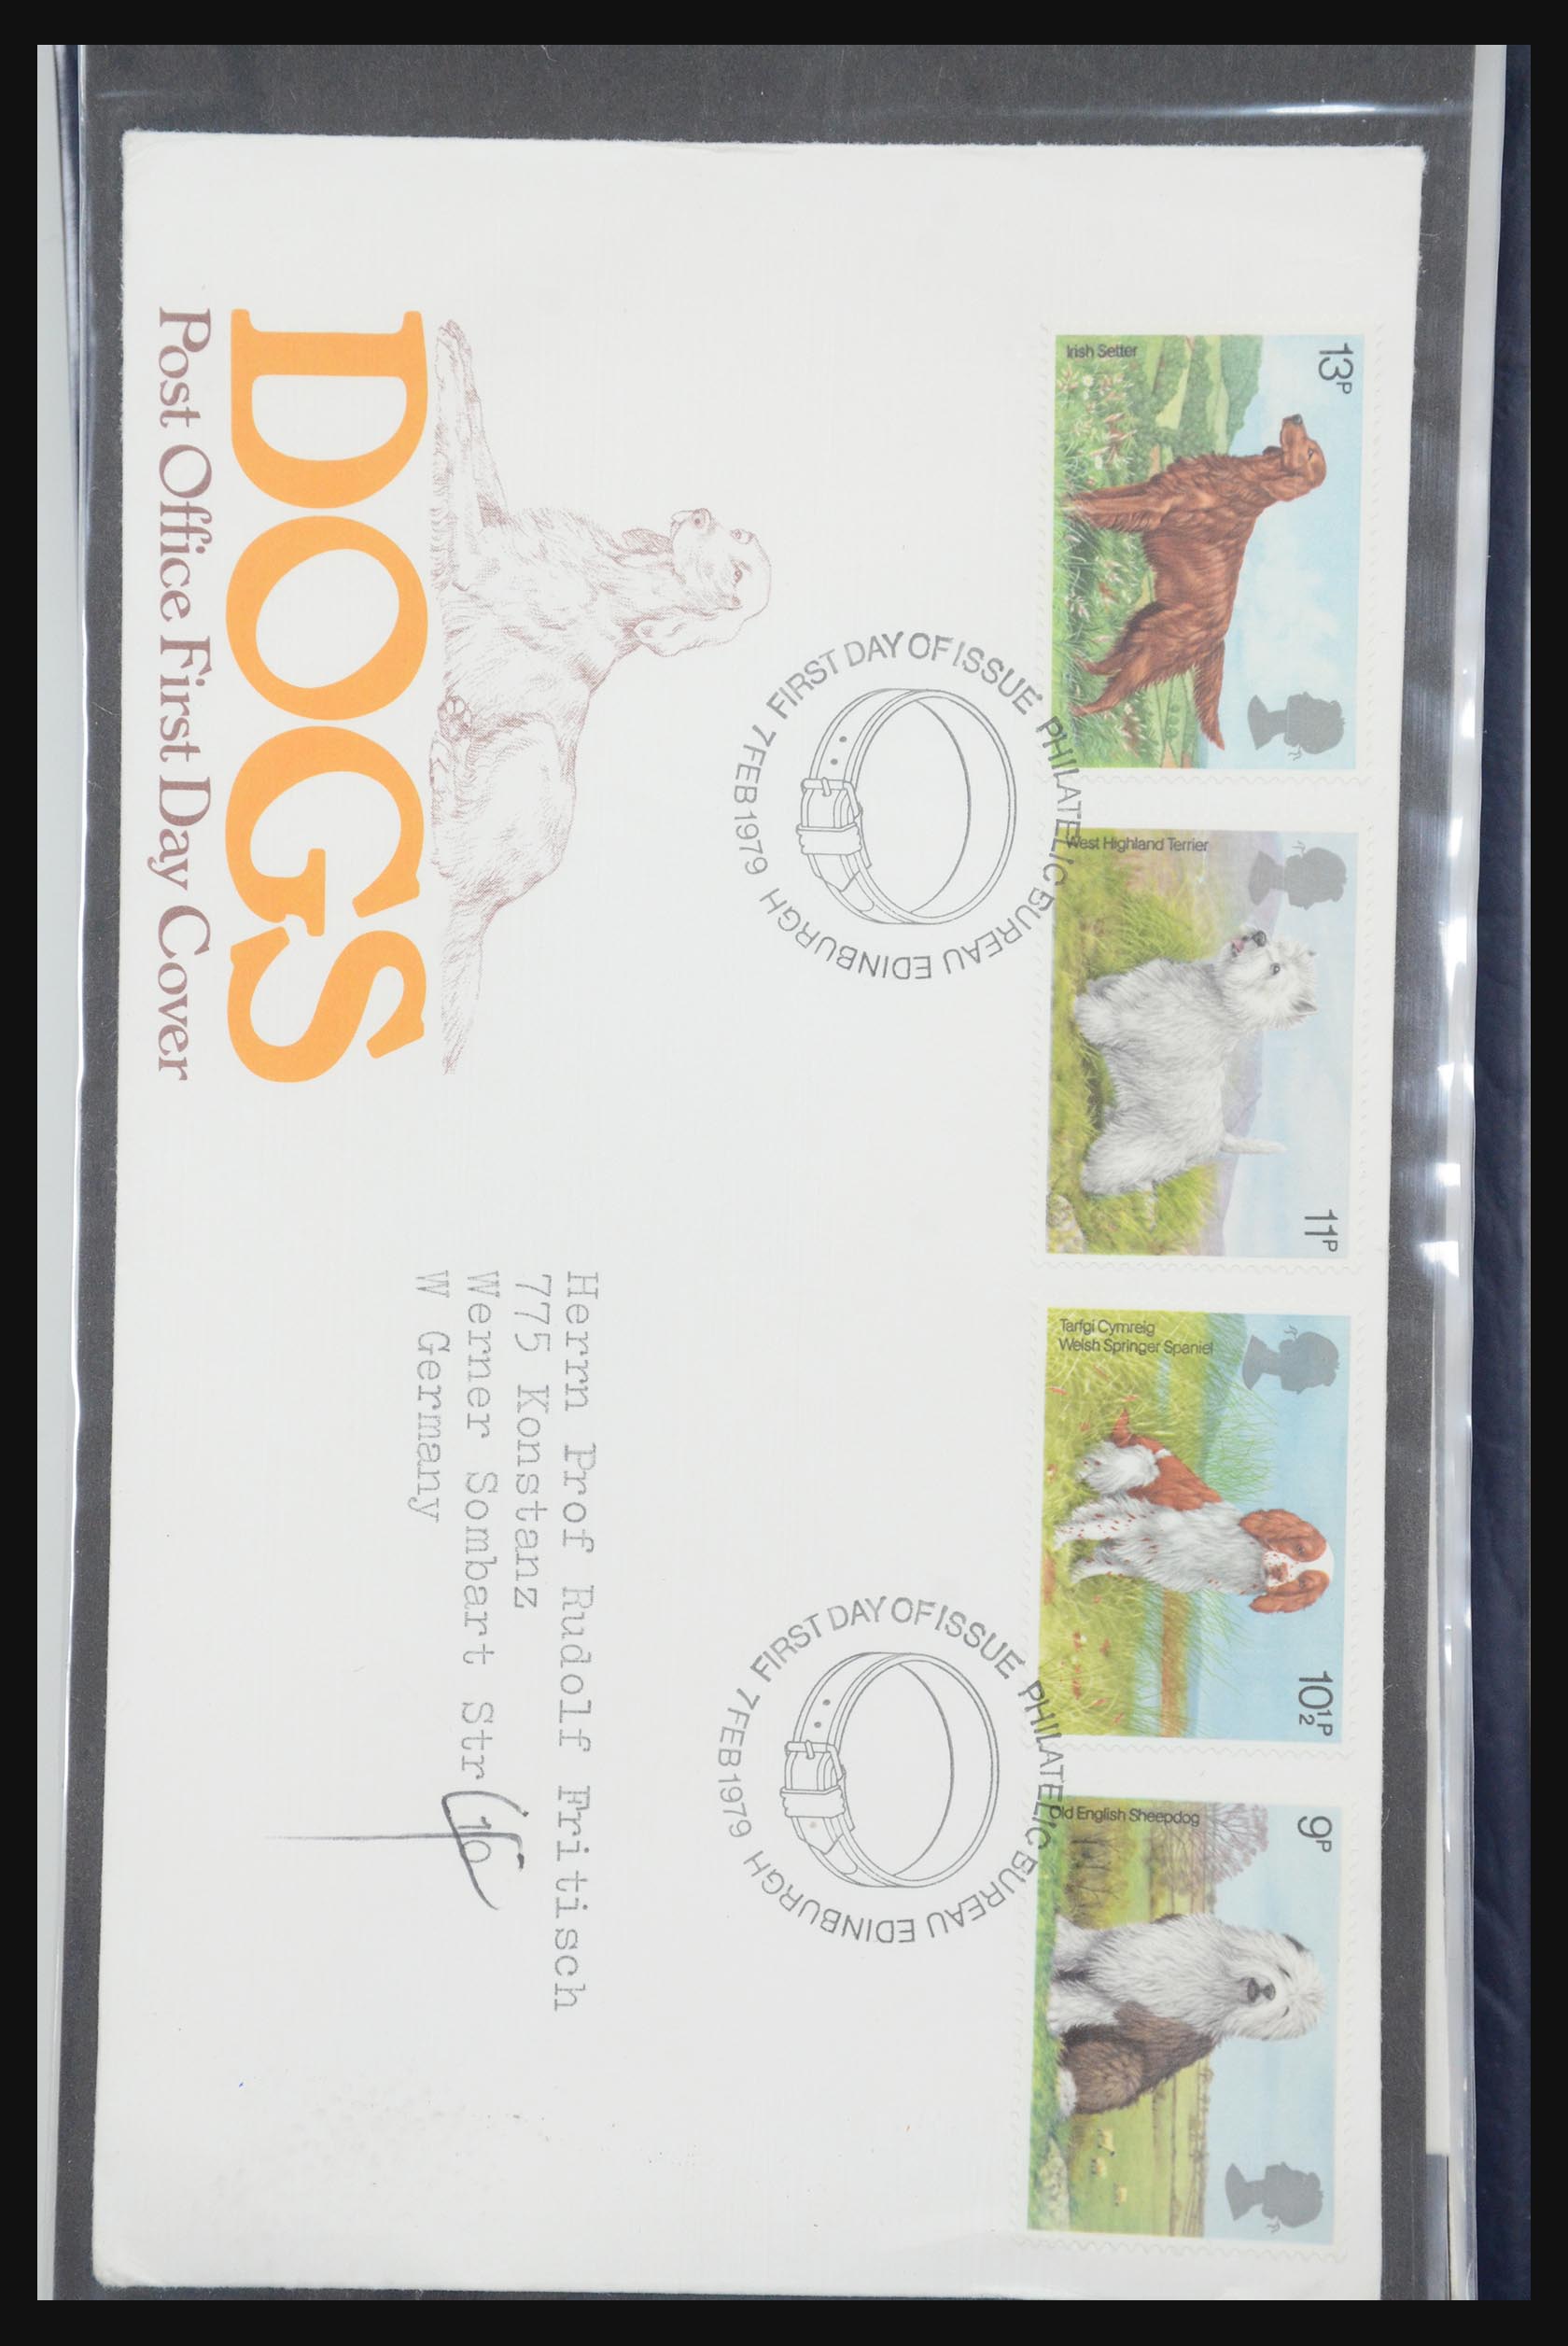 13P
Irish Setter
West Highland Terrier
11P
Tarfgi Cymreig
Welsh Springer Spaniel
10½P
9P
Old English Sheepdog
FIRST DAY OF ISSUE PHILATELIC BUREAU EDINBURGH 7 FEB 1979
FIRST DAY OF ISSUE PHILATELIC BUREAU EDINBURGH 7 FEB 1979
DOGS
Post Office First Day Cover
Herrn Prof Rudolf Fritisch
775 Konstanz
Werner Sombart Str 10
W Germany